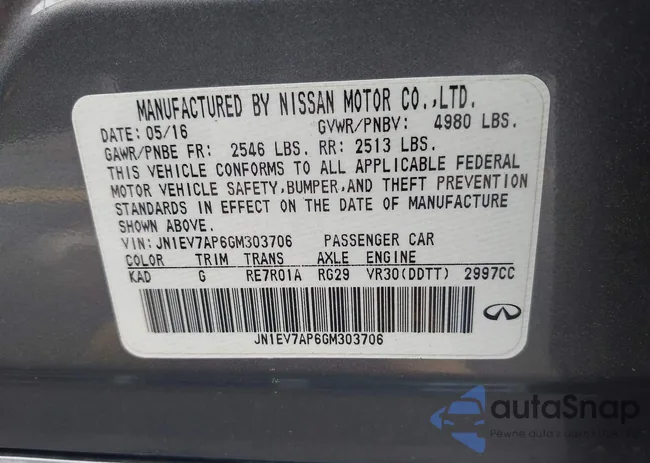 MANUFACTURED BY NISSAN MOTOR CO.,LTD.
DATE: 05/16 GVWR/PNBV: 4980 LBS.
GAWR/PNBE FR: 2546 LBS. RR: 2513 LBS.
THIS VEHICLE CONFORMS TO ALL APPLICABLE FEDERAL
MOTOR VEHICLE SAFETY,BUMPER,AND THEFT PREVENTION
STANDARDS IN EFFECT ON THE DATE OF MANUFACTURE
SHOWN ABOVE.
VIN: JN1EV7AP6GM303706 PASSENGER CAR
COLOR TRIM TRANS AXLE ENGINE
KAD G RE7R01A RG29 VR30(DDTT) 2997CC
JN1EV7AP6GM303706
autaSnap
Pewne auta z